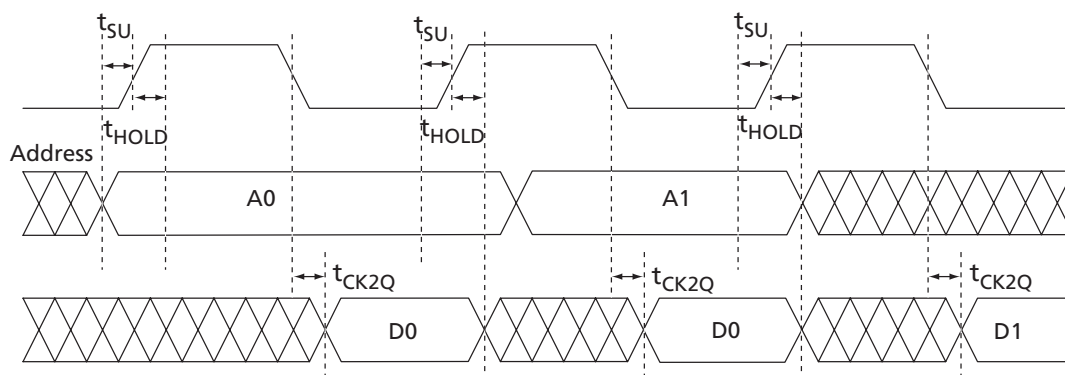 tSU tSU tSU
tHOLD tHOLD tHOLD
Address
A0 A1
tCK2Q tCK2Q tCK2Q
D0 D0 D1